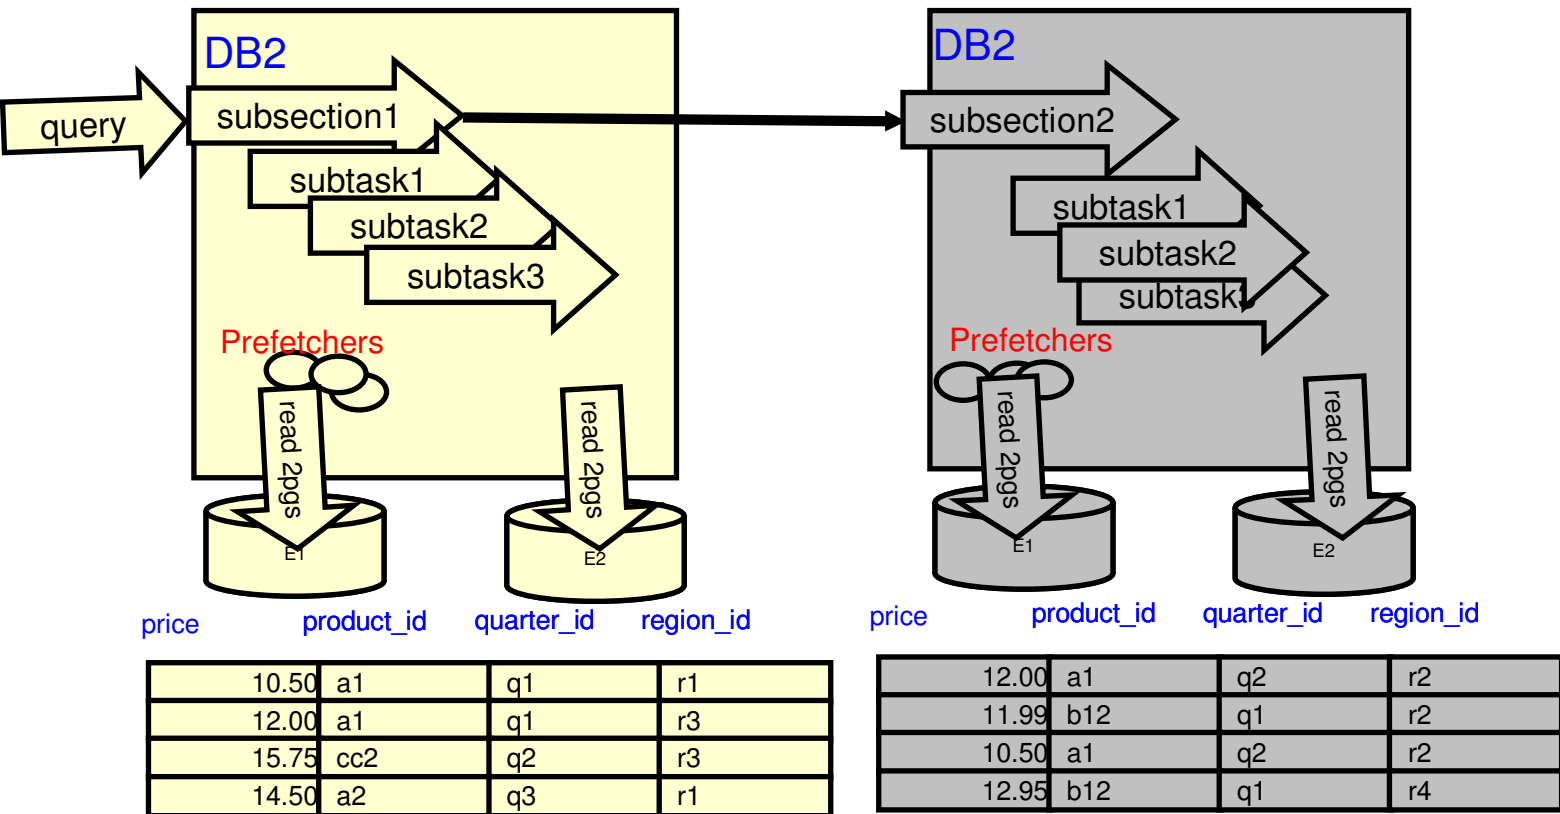 DB2
query
subsection1
subtask1
subtask2
subtask3
Prefetchers
read 2pgs
read 2pgs
E1
E2
price product_id quarter_id region_id
10.50 a1 q1 r1
12.00 a1 q1 r3
15.75 cc2 q2 r3
14.50 a2 q3 r1
DB2
subsection2
subtask1
subtask2
subtask
Prefetchers
read 2pgs
read 2pgs
E1
E2
price product_id quarter_id region_id
12.00 a1 q2 r2
11.99 b12 q1 r2
10.50 a1 q2 r2
12.95 b12 q1 r4